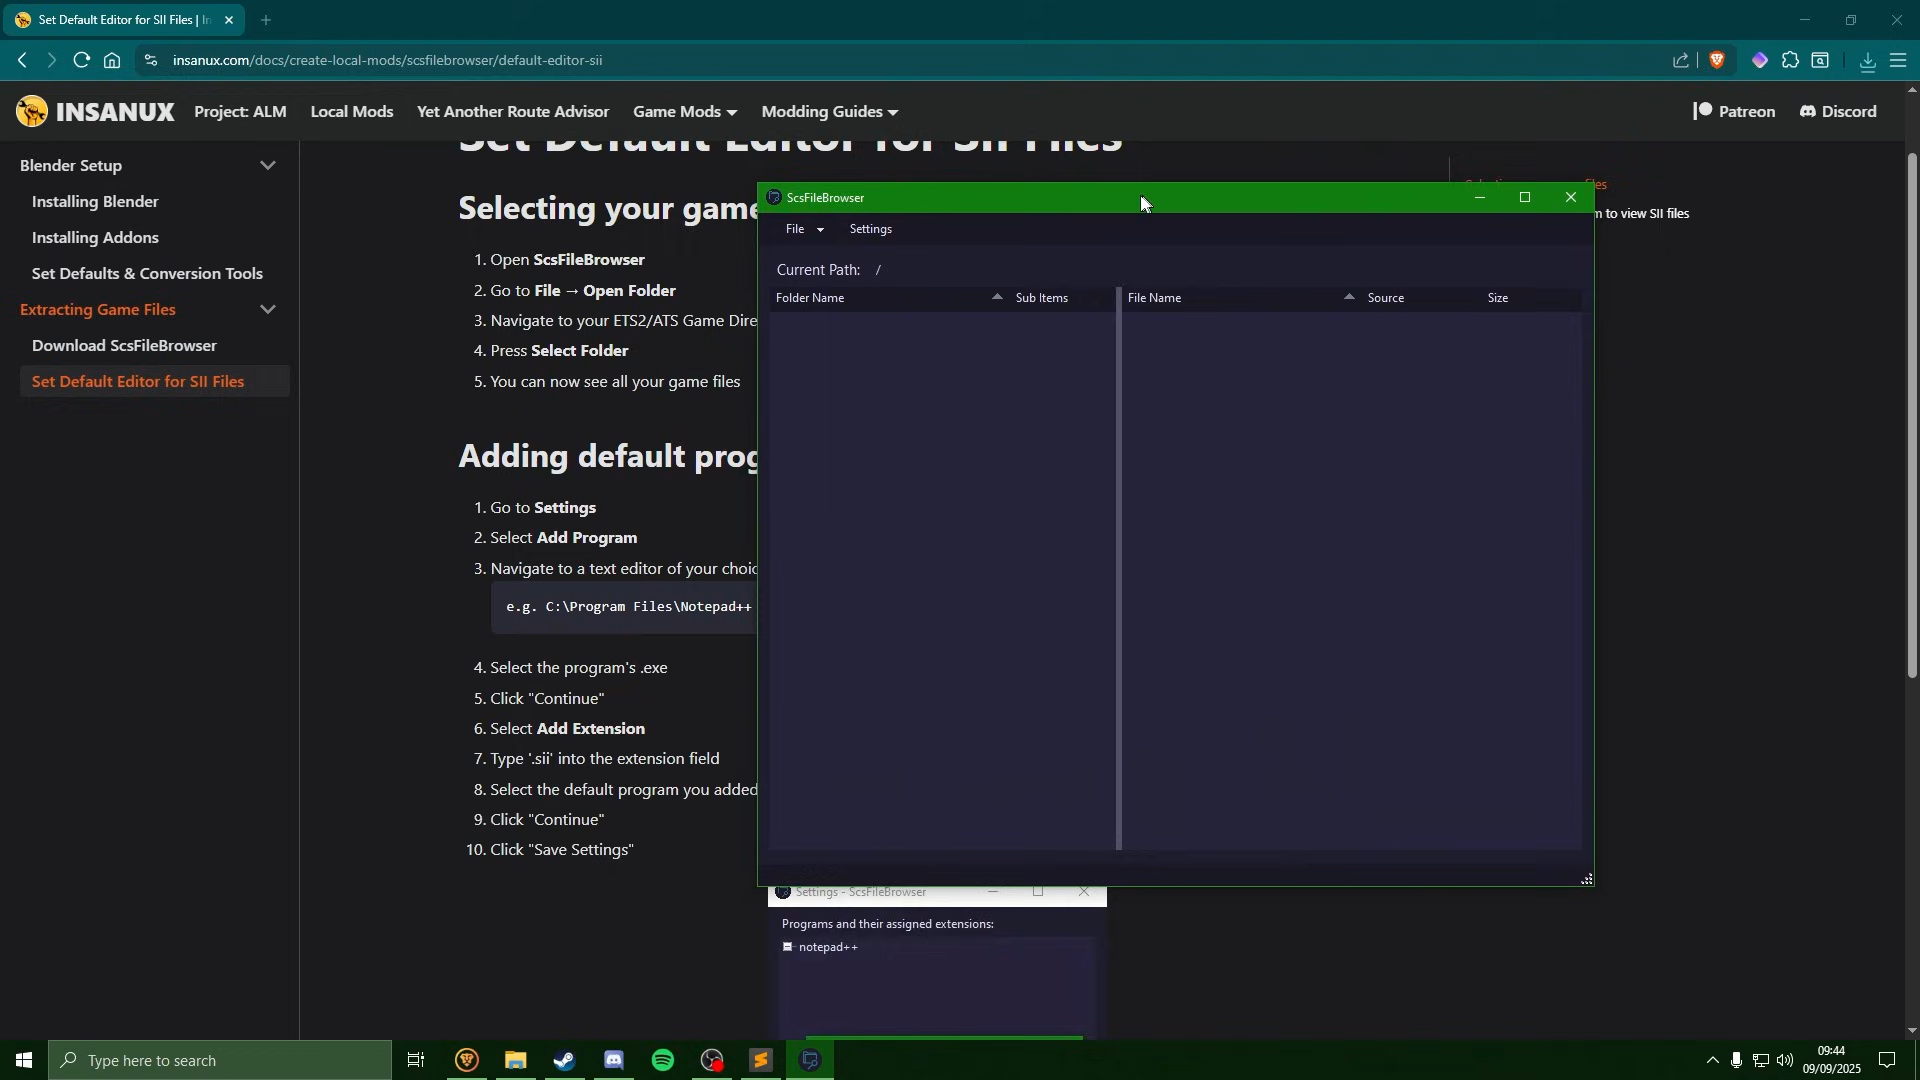 Set Default Editor for SII Files | In
insanux.com/docs/create-local-mods/scsfilebrowser/default-editor-sii
INSANUX
Project: ALM
Local Mods
Yet Another Route Advisor
Game Mods
Modding Guides
Patreon
Discord
Blender Setup
Installing Blender
Installing Addons
Set Defaults & Conversion Tools
Extracting Game Files
Download ScsFileBrowser
Set Default Editor for SII Files
Set Default Editor for SII Files
Selecting your game
1. Open ScsFileBrowser
2. Go to File → Open Folder
3. Navigate to your ETS2/ATS Game Dire
4. Press Select Folder
5. You can now see all your game files
Adding default prog
1. Go to Settings
2. Select Add Program
3. Navigate to a text editor of your choic
e.g. C:\Program Files\Notepad++
4. Select the program's .exe
5. Click "Continue"
6. Select Add Extension
7. Type '.sii' into the extension field
8. Select the default program you added
9. Click "Continue"
10. Click "Save Settings"
files
m to view SII files
ScsFileBrowser
File
Settings
Current Path: /
Folder Name
Sub Items
File Name
Source
Size
Settings - ScsFileBrowser
Programs and their assigned extensions:
notepad++
Type here to search
09:44
09/09/2025